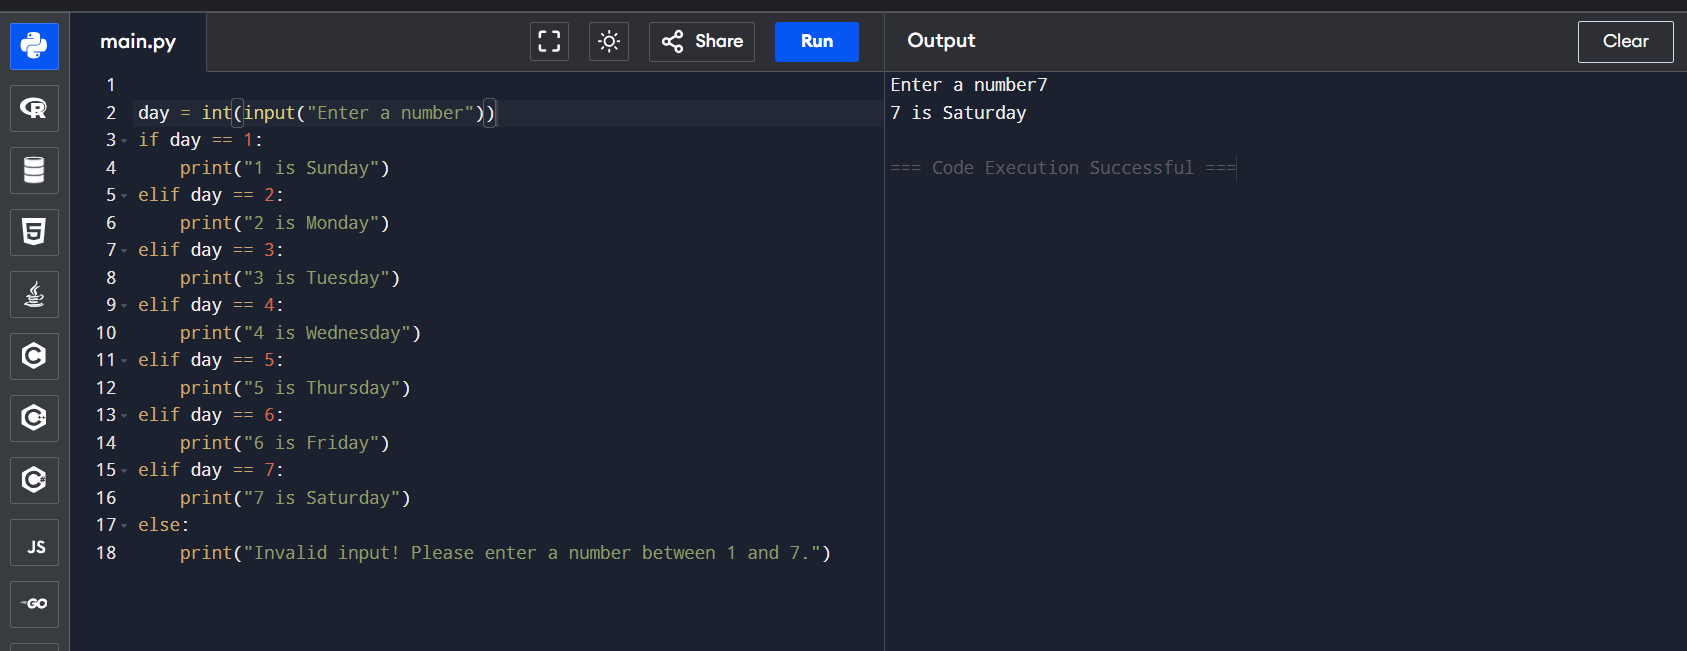 main.py
Share
Run
Output
Clear
1
2 day = int(input("Enter a number"))
3 if day == 1:
4     print("1 is Sunday")
5 elif day == 2:
6     print("2 is Monday")
7 elif day == 3:
8     print("3 is Tuesday")
9 elif day == 4:
10     print("4 is Wednesday")
11 elif day == 5:
12     print("5 is Thursday")
13 elif day == 6:
14     print("6 is Friday")
15 elif day == 7:
16     print("7 is Saturday")
17 else:
18     print("Invalid input! Please enter a number between 1 and 7.")
Enter a number7
7 is Saturday
=== Code Execution Successful ===
R
5
C
C++
C#
JS
GO